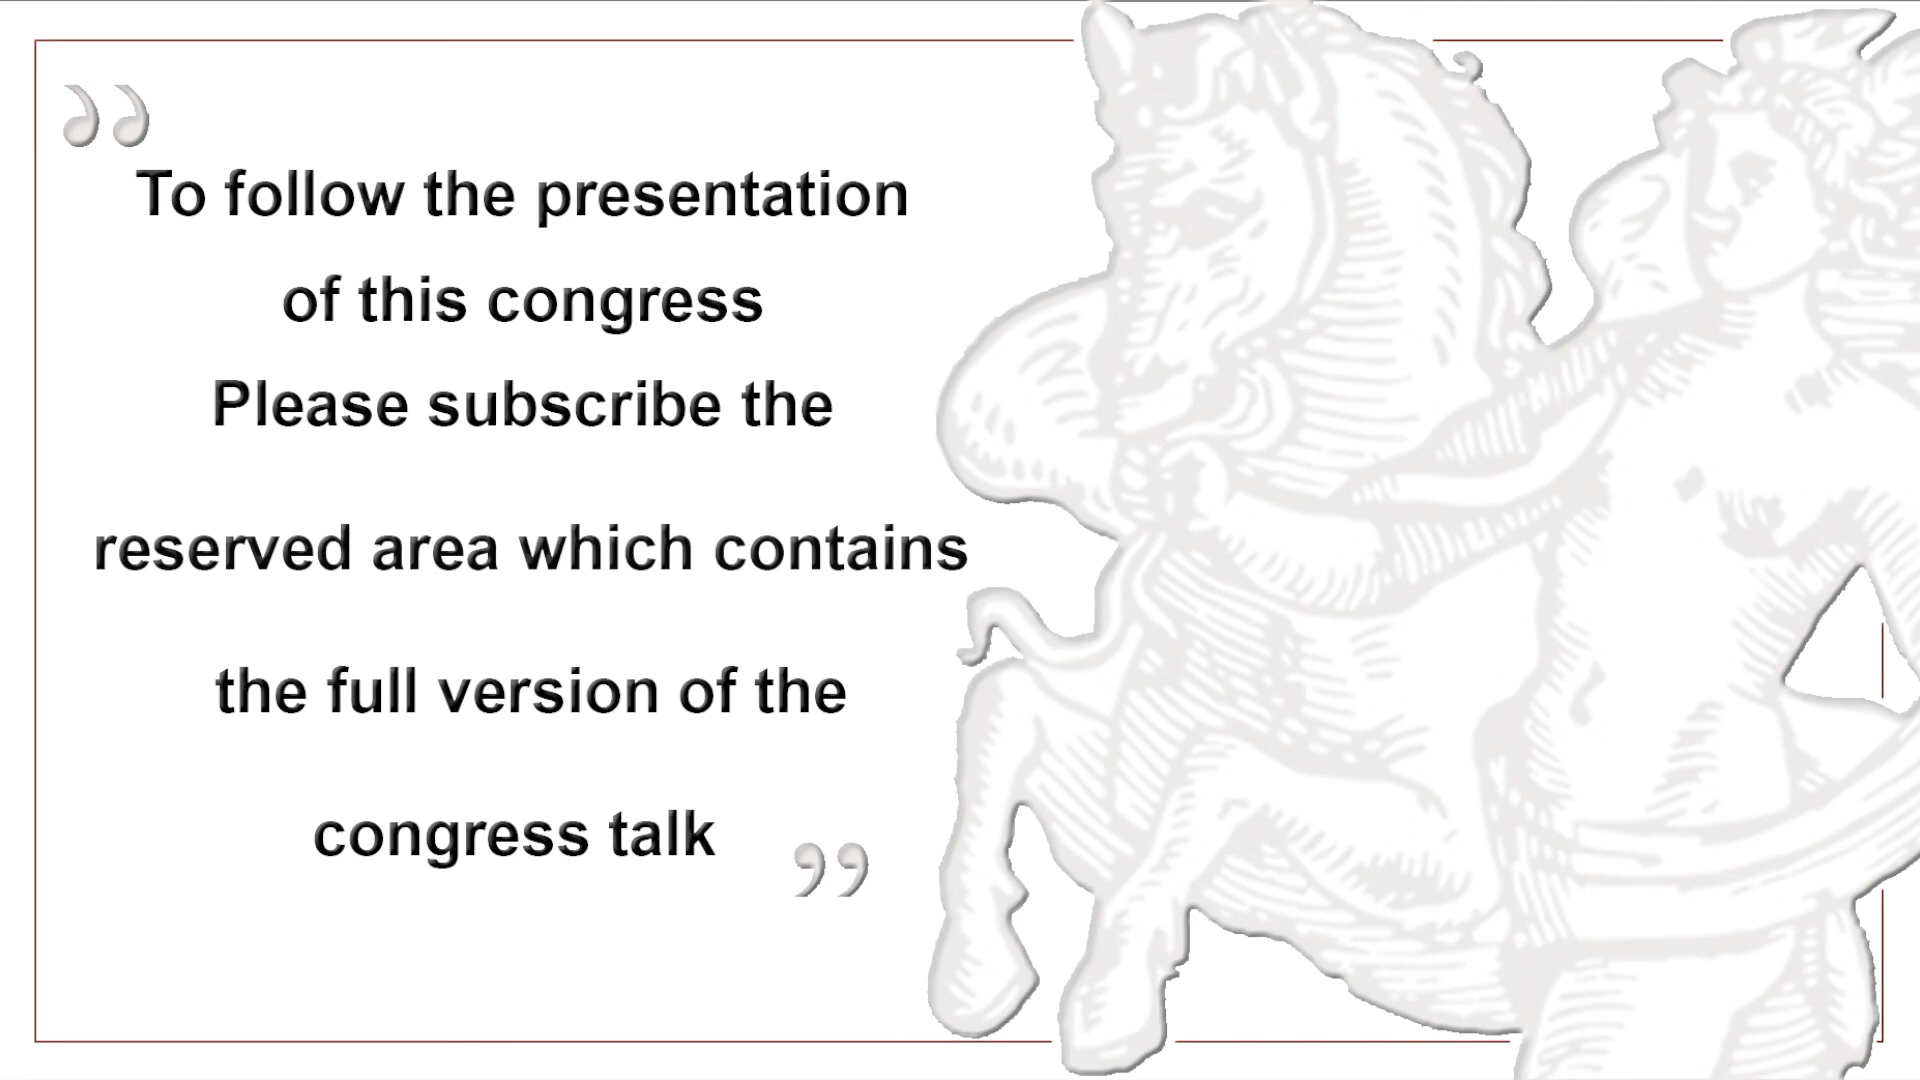 ”
To follow the presentation
of this congress
Please subscribe the
reserved area which contains
the full version of the
congress talk ”